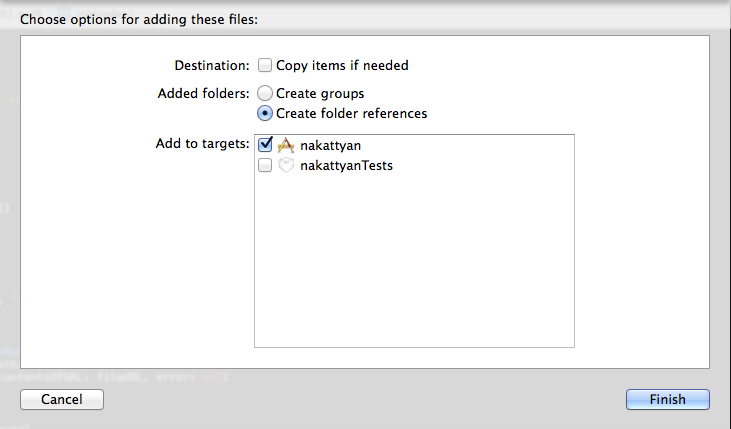 Choose options for adding these files:
Destination: Copy items if needed
Added folders: Create groups
Create folder references
Add to targets: nakattyan
nakattyanTests
Cancel Finish